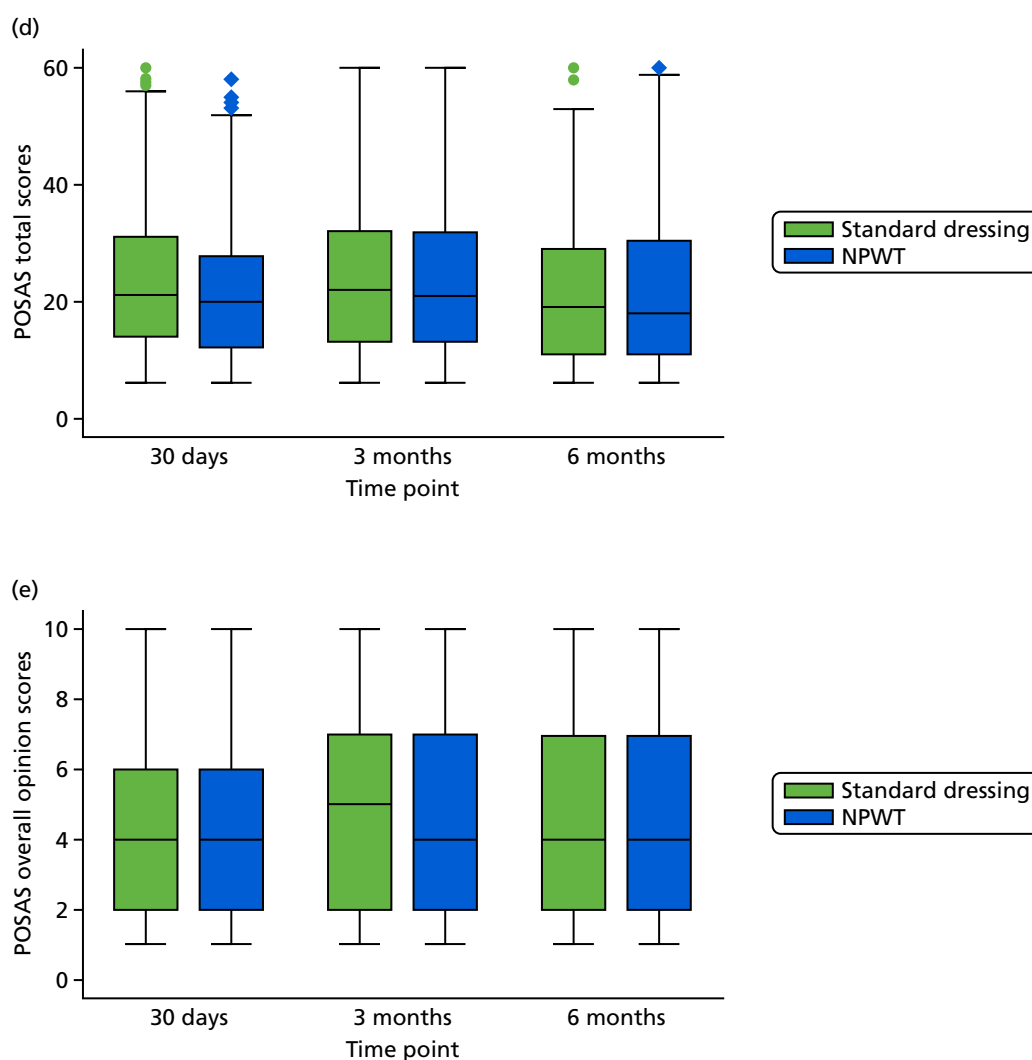 (d)
POSAS total scores
60
40
20
0
30 days
3 months
6 months
Time point
Standard dressing
NPWT
(e)
POSAS overall opinion scores
10
8
6
4
2
0
30 days
3 months
6 months
Time point
Standard dressing
NPWT